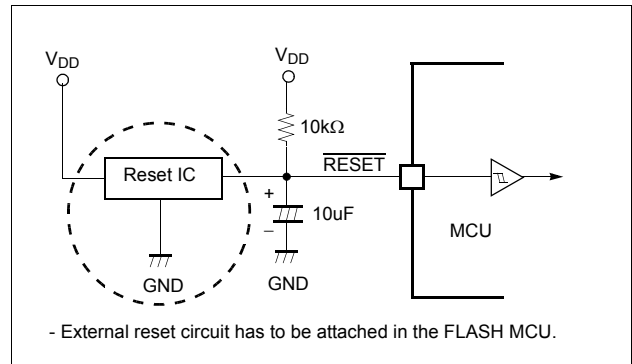 VDD
VDD
10kΩ
Reset IC
RESET
+
10uF
–
MCU
GND
GND
- External reset circuit has to be attached in the FLASH MCU.